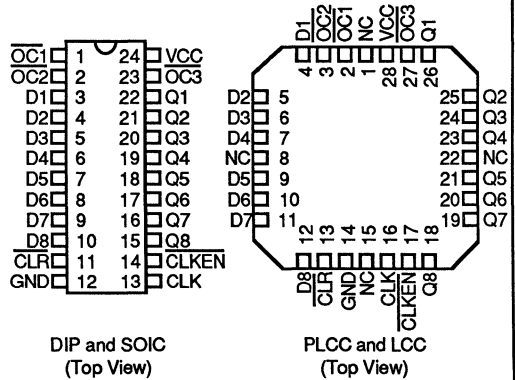 OC1 1 24 VCC
OC2 2 23 OC3
D1 3 22 Q1
D2 4 21 Q2
D3 5 20 Q3
D4 6 19 Q4
D5 7 18 Q5
D6 8 17 Q6
D7 9 16 Q7
D8 10 15 Q8
CLR 11 14 CLKEN
GND 12 13 CLK
DIP and SOIC
(Top View)
D1 OC2 OC1 NC VCC OC3 Q1
4 3 2 1 28 27 26
D2 5 25 Q2
D3 6 24 Q3
D4 7 23 Q4
NC 8 22 NC
D5 9 21 Q5
D6 10 20 Q6
D7 11 19 Q7
12 13 14 15 16 17 18
D8 CLR GND NC CLK CLKEN Q8
PLCC and LCC
(Top View)